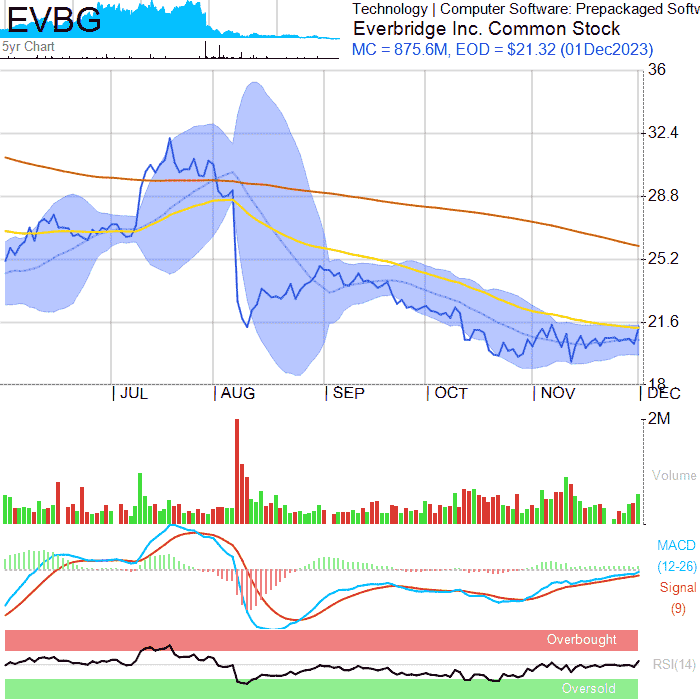 EVBG
Technology | Computer Software: Prepackaged Softw
Everbridge Inc. Common Stock
MC = 875.6M, EOD = $21.32 (01Dec2023)
5yr Chart
36
32.4
28.8
25.2
21.6
18
JUL AUG SEP OCT NOV DEC
2M
Volume
MACD
(12-26)
Signal
(9)
Overbought
RSI(14)
Oversold